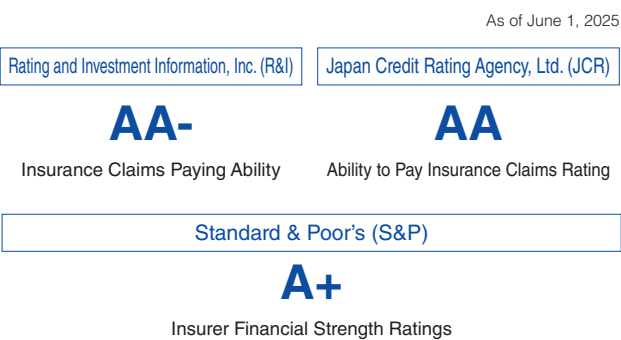 As of June 1, 2025
Rating and Investment Information, Inc. (R&I)
Japan Credit Rating Agency, Ltd. (JCR)
AA-
AA
Insurance Claims Paying Ability
Ability to Pay Insurance Claims Rating
Standard & Poor's (S&P)
A+
Insurer Financial Strength Ratings